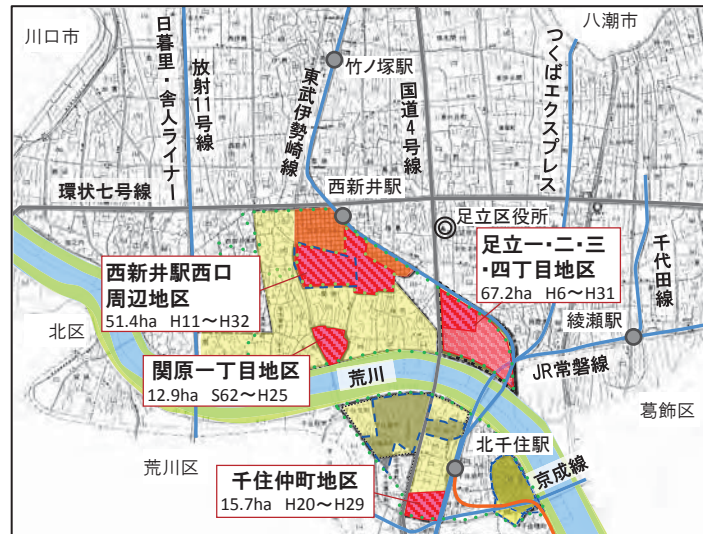 川口市
八潮市
日暮里・舎人ライナー
放射11号線
東武伊勢崎線
竹ノ塚駅
国道4号線
つくばエクスプレス
環状七号線
西新井駅
足立区役所
西新井駅西口
周辺地区
51.4ha H11～H32
足立一・二・三
・四丁目地区
67.2ha H6～H31
千代田線
綾瀬駅
北区
関原一丁目地区
12.9ha S62～H25
荒川
JR常磐線
葛飾区
荒川区
北千住駅
京成線
千住仲町地区
15.7ha H20～H29